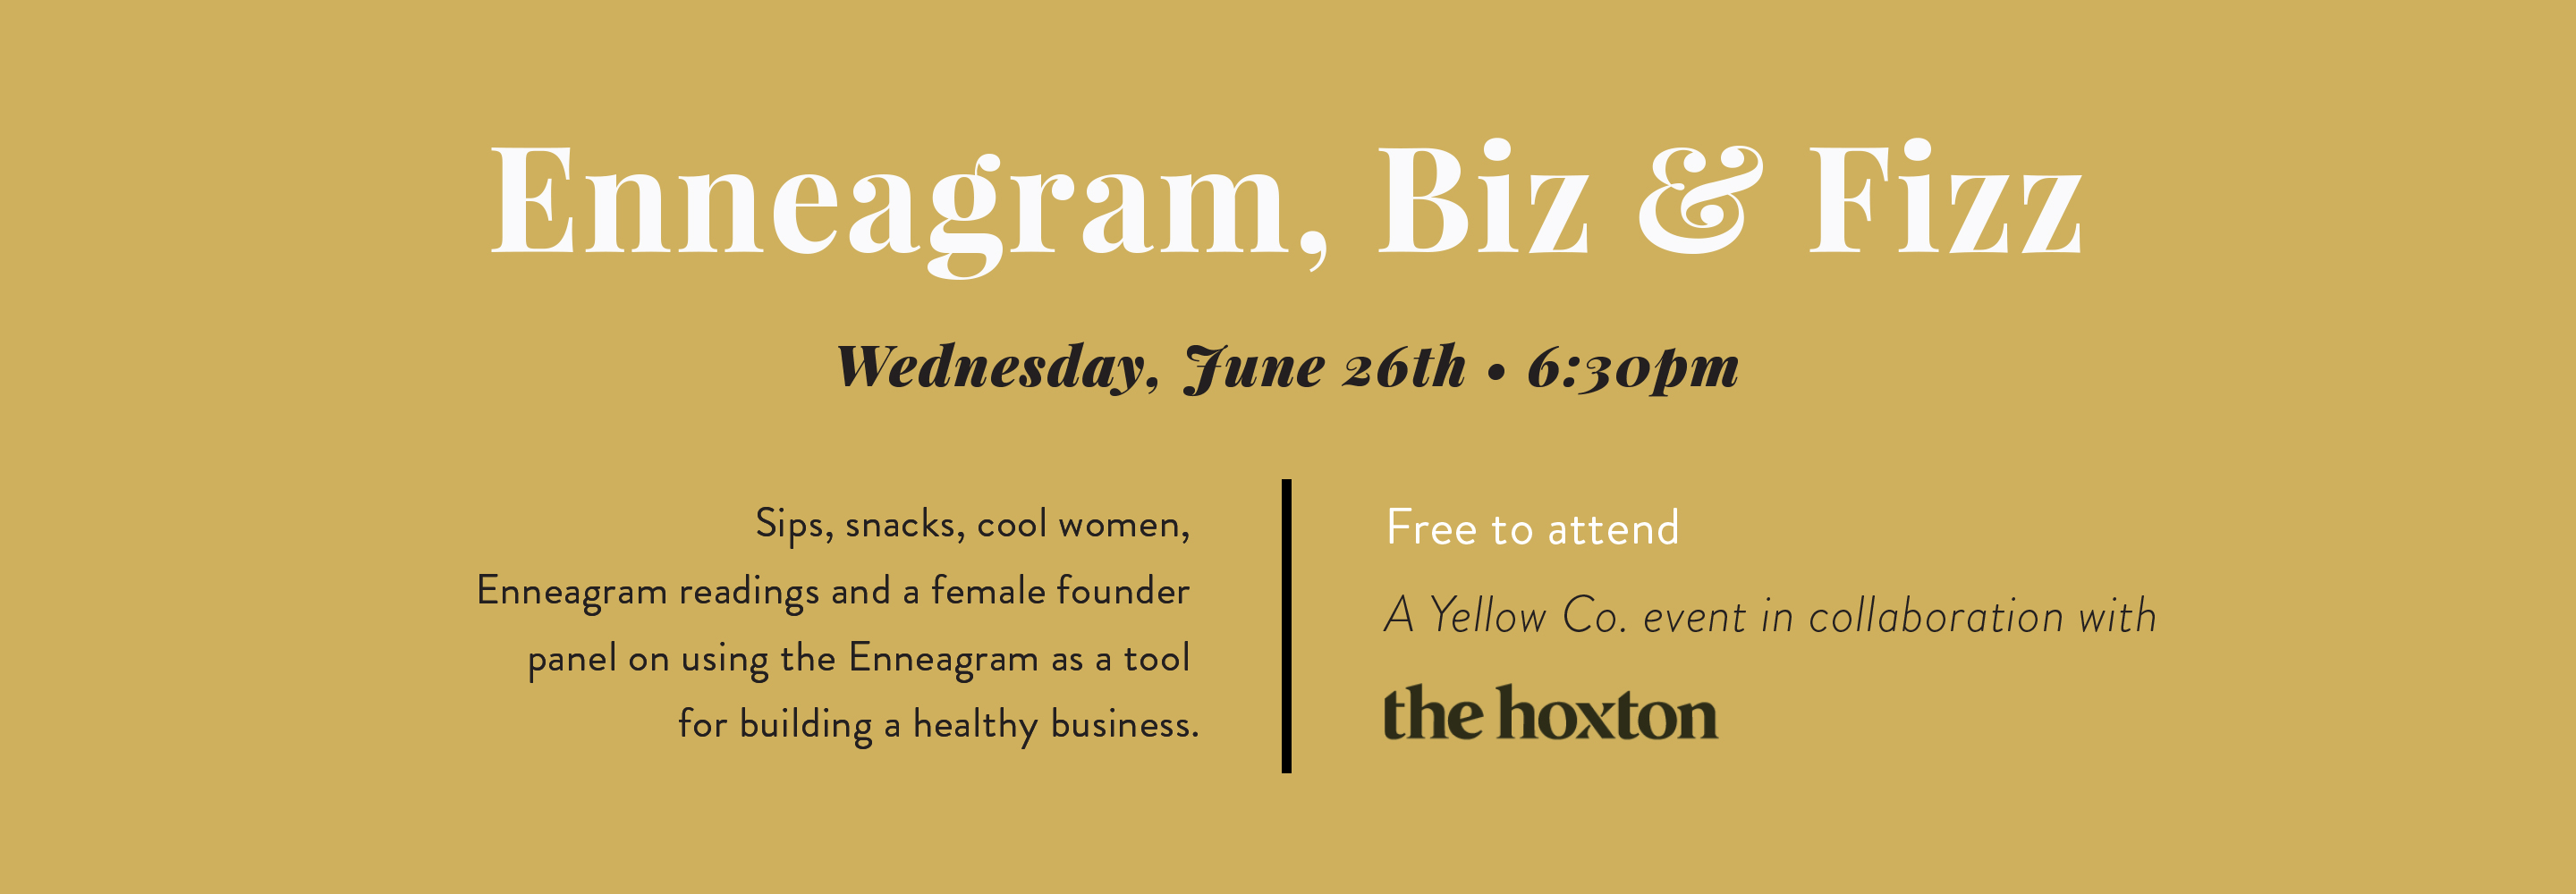 Enneagram, Biz & Fizz
Wednesday, June 26th • 6:30pm
Sips, snacks, cool women,
Enneagram readings and a female founder
panel on using the Enneagram as a tool
for building a healthy business.
Free to attend
A Yellow Co. event in collaboration with
the hoxton